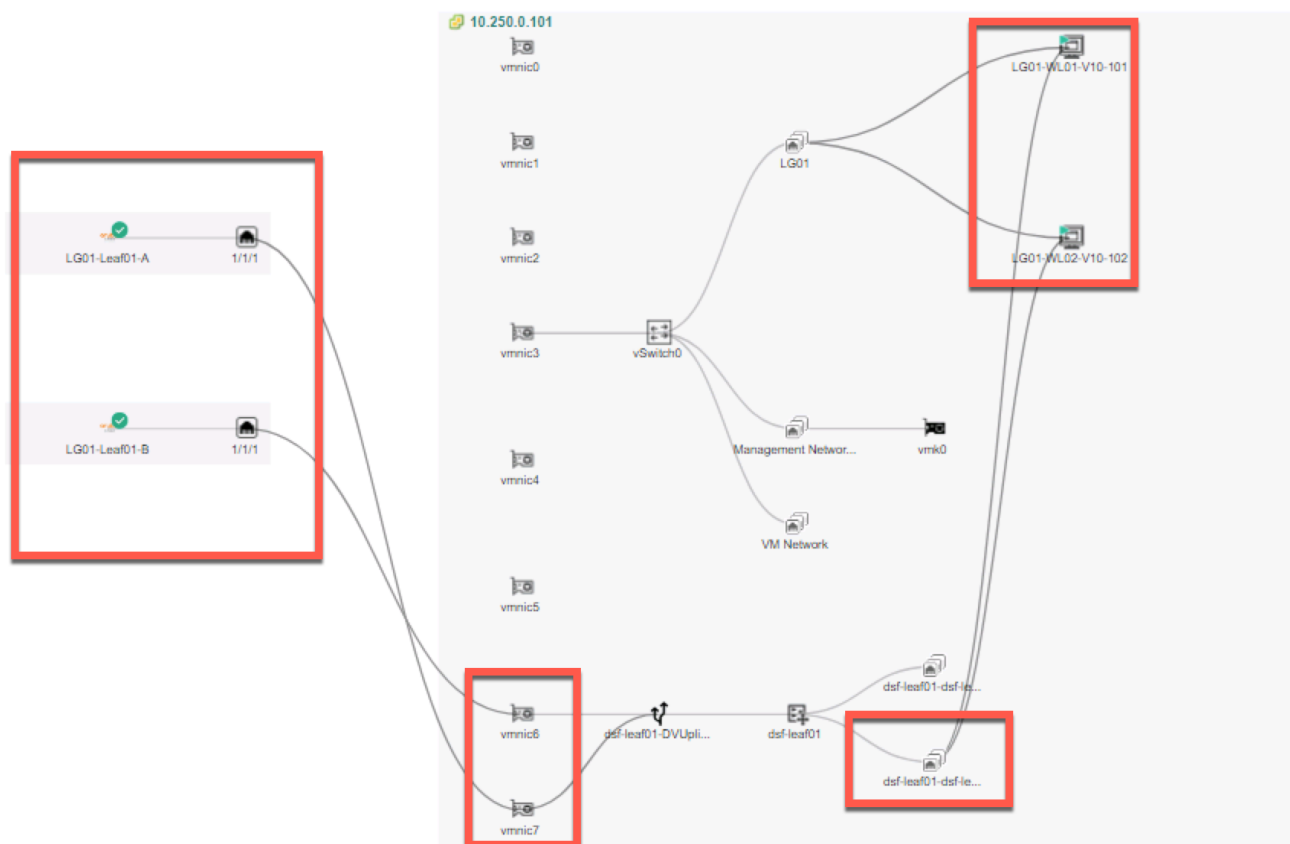 10.250.0.101
vmnic0
LG01-WL01-V10-101
vmnic1
LG01
LG01-Leaf01-A
1/1/1
vmnic2
LG01-WL02-V10-102
vmnic3
vSwitch0
LG01-Leaf01-B
1/1/1
Management Networ...
vmk0
vmnic4
VM Network
vmnic5
dsf-leaf01-dsf-le...
vmnic6
dsf-leaf01-DVUpli...
dsf-leaf01
dsf-leaf01-dsf-le...
vmnic7